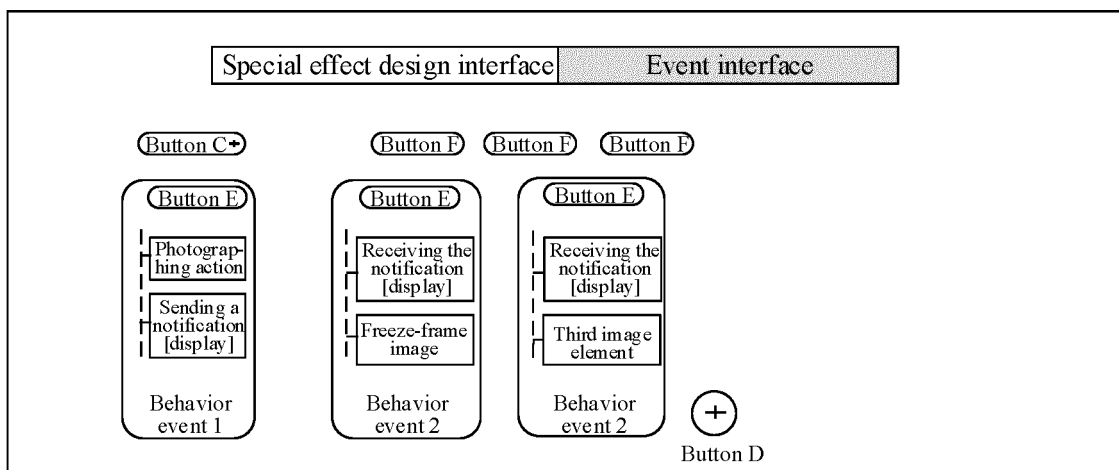 Special effect design interface Event interface
Button C+ Button F Button F Button F
Button E
Photograp-
hing action
Sending a
notification
[display]
Behavior
event 1
Button E
Receiving the
notification
[display]
Freeze-frame
image
Behavior
event 2
Button E
Receiving the
notification
[display]
Third image
element
Behavior
event 2
+
Button D